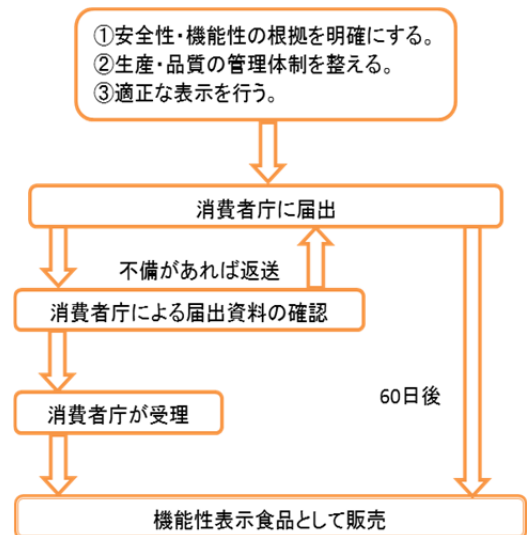 ①安全性・機能性の根拠を明確にする。
②生産・品質の管理体制を整える。
③適正な表示を行う。
消費者庁に届出
不備があれば返送
消費者庁による届出資料の確認
60日後
消費者庁が受理
機能性表示食品として販売